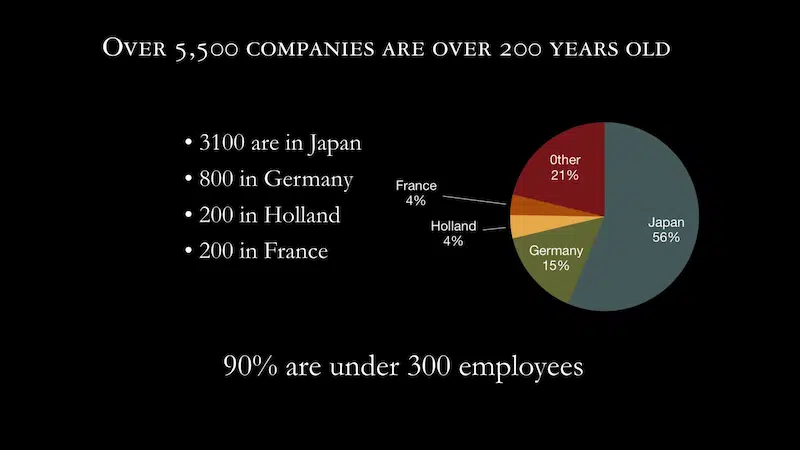 Over 5,500 companies are over 200 years old
• 3100 are in Japan
• 800 in Germany
• 200 in Holland
• 200 in France
Other
21%
France
4%
Holland
4%
Japan
56%
Germany
15%
90% are under 300 employees